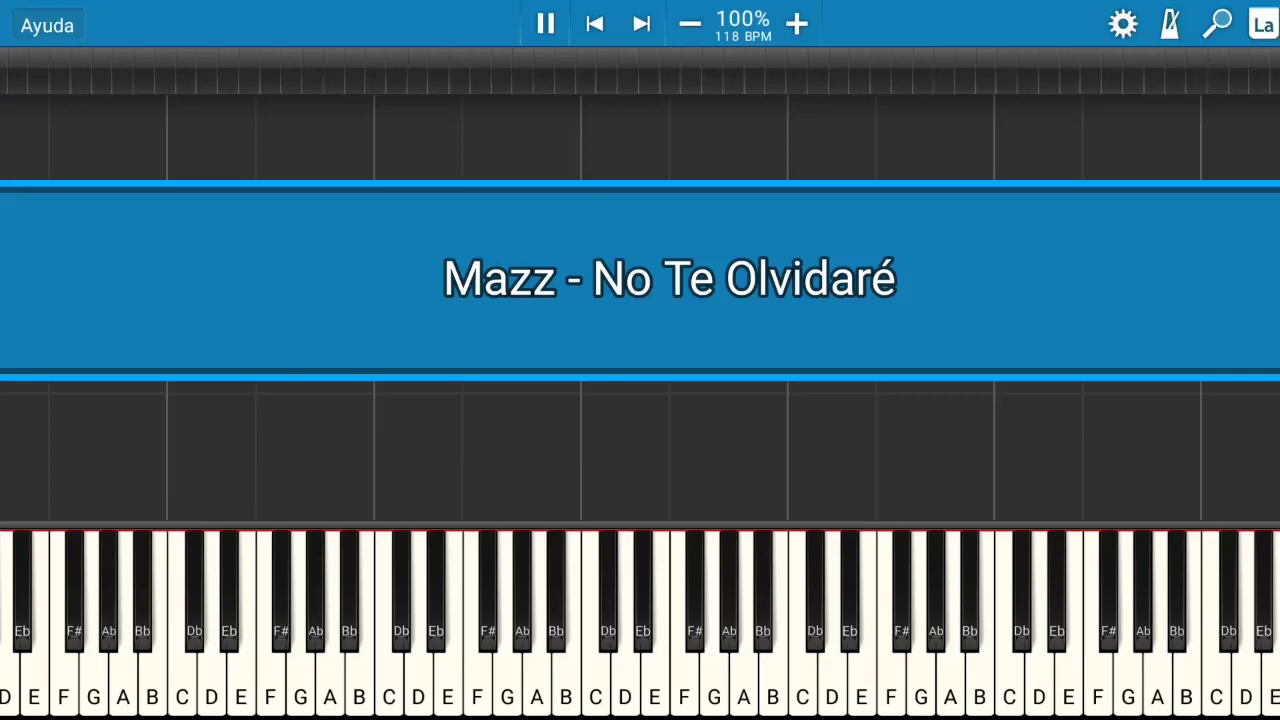 Ayuda
100%
118 BPM
La
Mazz - No Te Olvidaré
Eb F# Ab Bb Db Eb F# Ab Bb Db Eb F# Ab Bb Db Eb F# Ab Bb Db Eb F# Ab Bb Db Eb F# Ab Bb Db Eb
D E F G A B C D E F G A B C D E F G A B C D E F G A B C D E F G A B C D E F G A B C D E